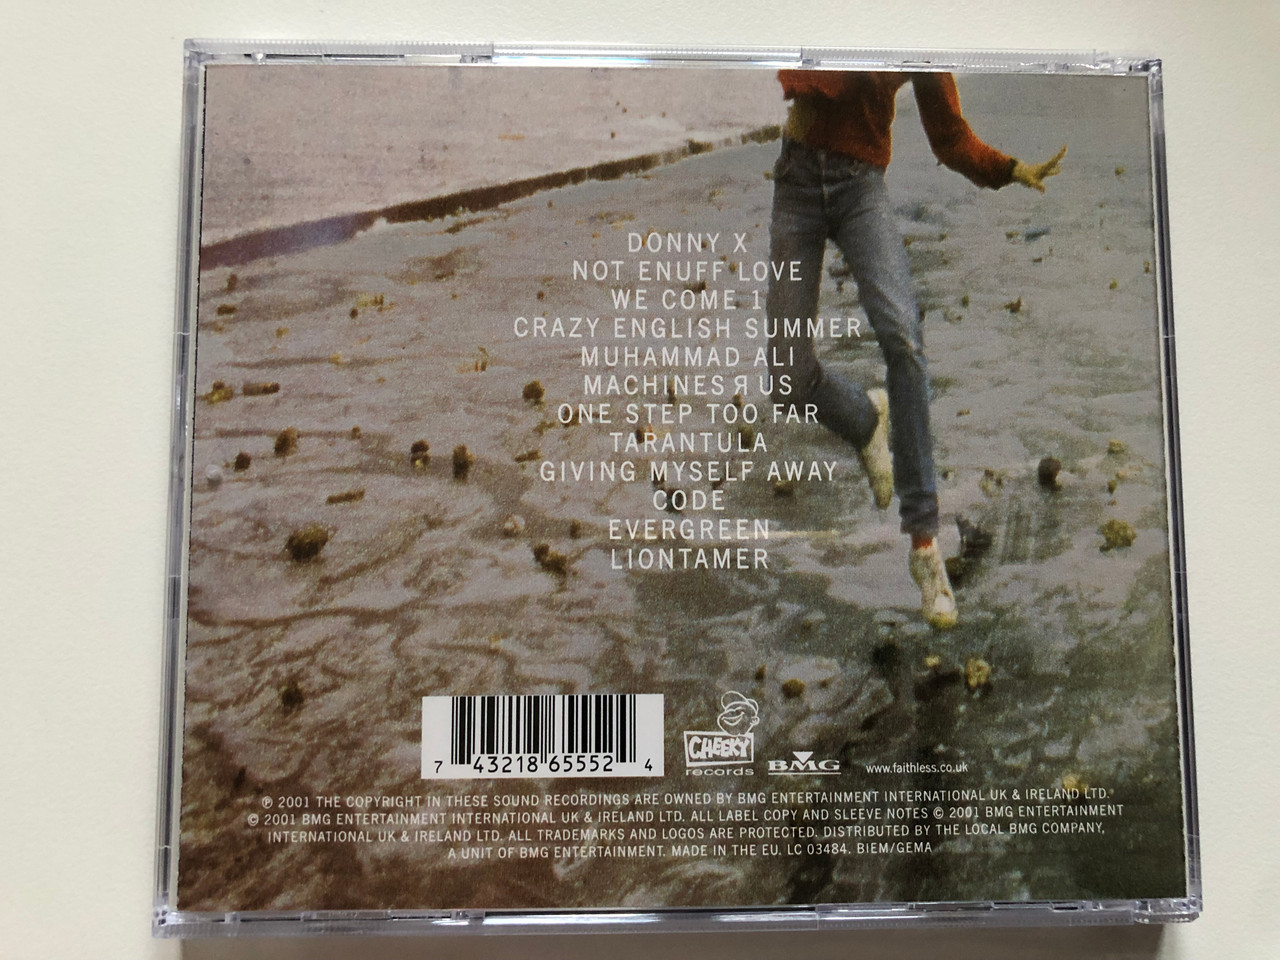 DONNY X
NOT ENUFF LOVE
WE COME 1
CRAZY ENGLISH SUMMER
MUHAMMAD ALI
MACHINES Я US
ONE STEP TOO FAR
TARANTULA
GIVING MYSELF AWAY
CODE
EVERGREEN
LIONTAMER
7 43218 65552 4
CHEEKY
records
BMG
www.faithless.co.uk
℗ 2001 THE COPYRIGHT IN THESE SOUND RECORDINGS ARE OWNED BY BMG ENTERTAINMENT INTERNATIONAL UK & IRELAND LTD.
© 2001 BMG ENTERTAINMENT INTERNATIONAL UK & IRELAND LTD. ALL LABEL COPY AND SLEEVE NOTES © 2001 BMG ENTERTAINMENT
INTERNATIONAL UK & IRELAND LTD. ALL TRADEMARKS AND LOGOS ARE PROTECTED. DISTRIBUTED BY THE LOCAL BMG COMPANY,
A UNIT OF BMG ENTERTAINMENT. MADE IN THE EU. LC 03484. BIEM/GEMA